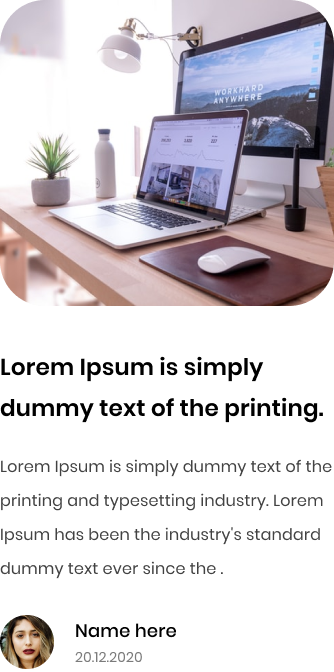 WORKHARD
ANYWHERE
Lorem Ipsum is simply
dummy text of the printing.
Lorem Ipsum is simply dummy text of the
printing and typesetting industry. Lorem
Ipsum has been the industry's standard
dummy text ever since the .
Name here
20.12.2020